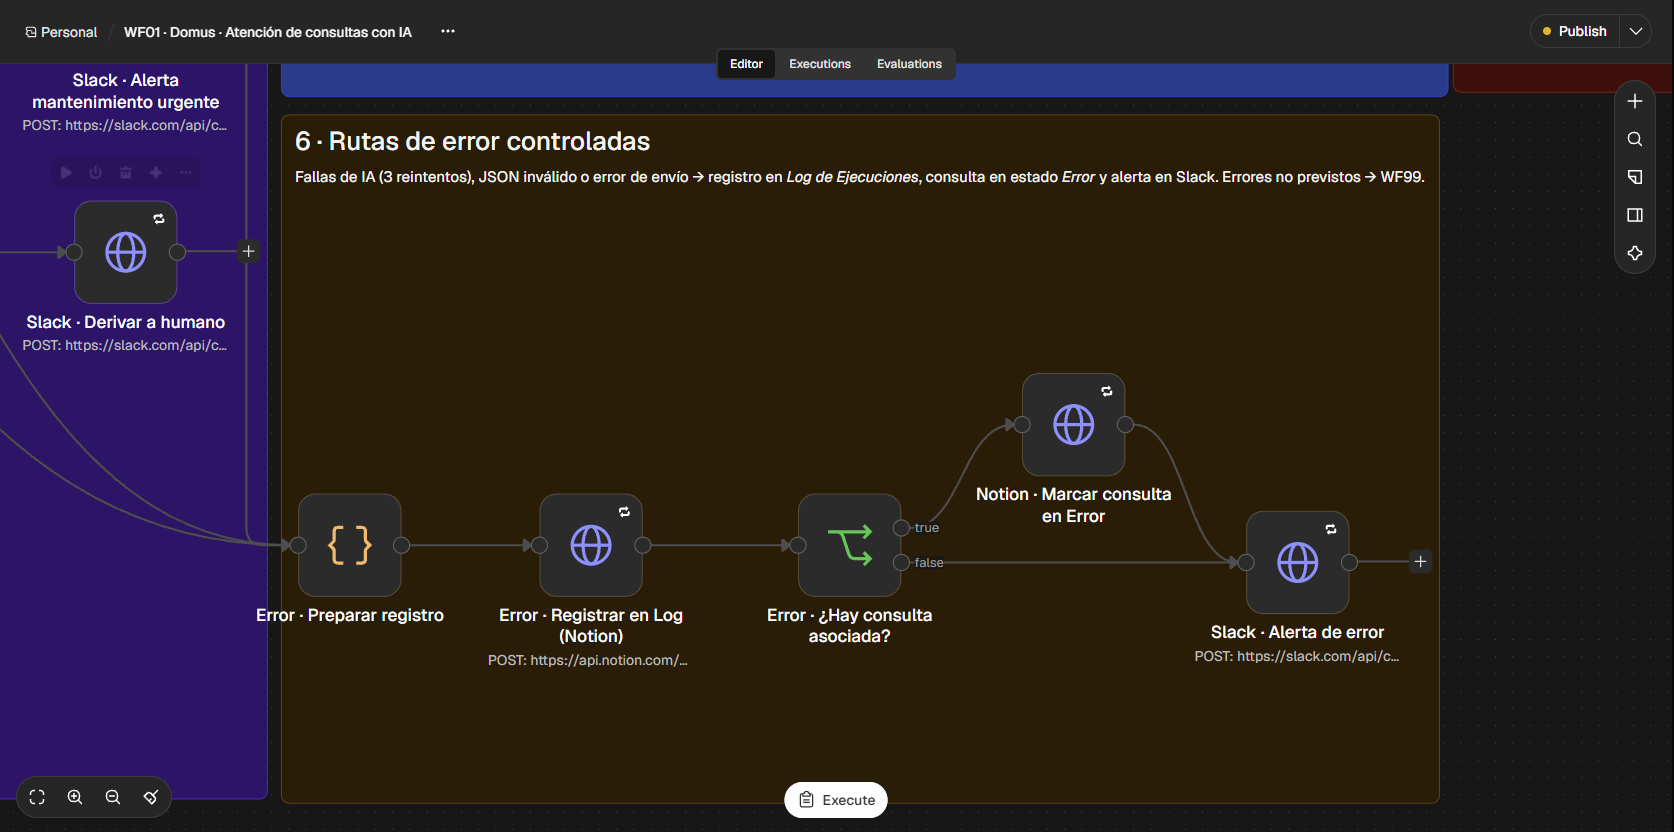 Personal / WF01 · Domus · Atención de consultas con IA ...
Publish
Editor
Executions
Evaluations
Slack · Alerta
mantenimiento urgente
POST: https://slack.com/api/c...
Slack · Derivar a humano
POST: https://slack.com/api/c...
6 · Rutas de error controladas
Fallas de IA (3 reintentos), JSON inválido o error de envío → registro en Log de Ejecuciones, consulta en estado Error y alerta en Slack. Errores no previstos → WF99.
Error · Preparar registro
Error · Registrar en Log
(Notion)
POST: https://api.notion.com/...
Error · ¿Hay consulta
asociada?
true
false
Notion · Marcar consulta
en Error
Slack · Alerta de error
POST: https://slack.com/api/c...
Execute